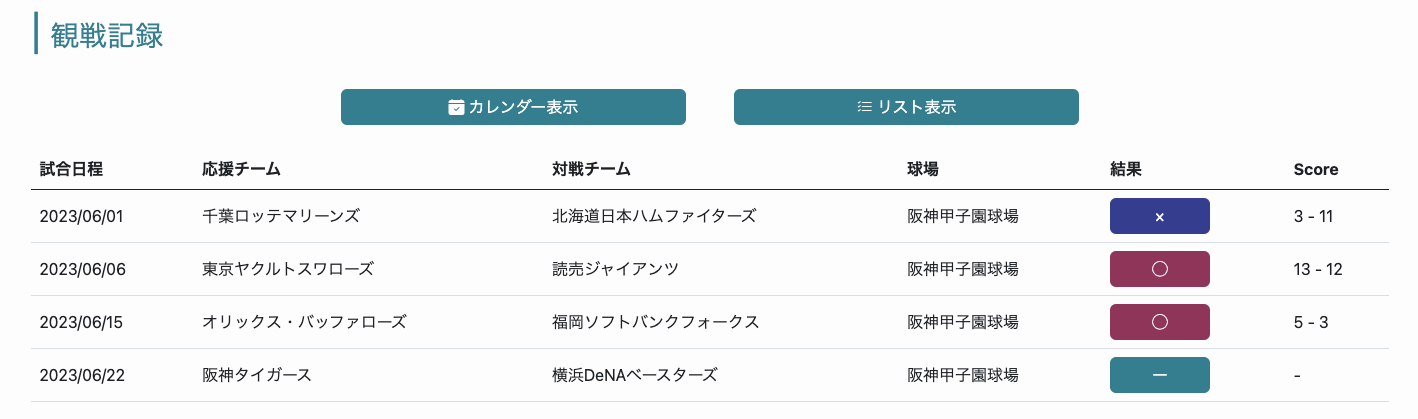 観戦記録
カレンダー表示 リスト表示
試合日程 応援チーム 対戦チーム 球場 結果 Score
2023/06/01 千葉ロッテマリーンズ 北海道日本ハムファイターズ 阪神甲子園球場 × 3 - 11
2023/06/06 東京ヤクルトスワローズ 読売ジャイアンツ 阪神甲子園球場 ○ 13 - 12
2023/06/15 オリックス・バッファローズ 福岡ソフトバンクフォークス 阪神甲子園球場 ○ 5 - 3
2023/06/22 阪神タイガース 横浜DeNAベースターズ 阪神甲子園球場 ー -